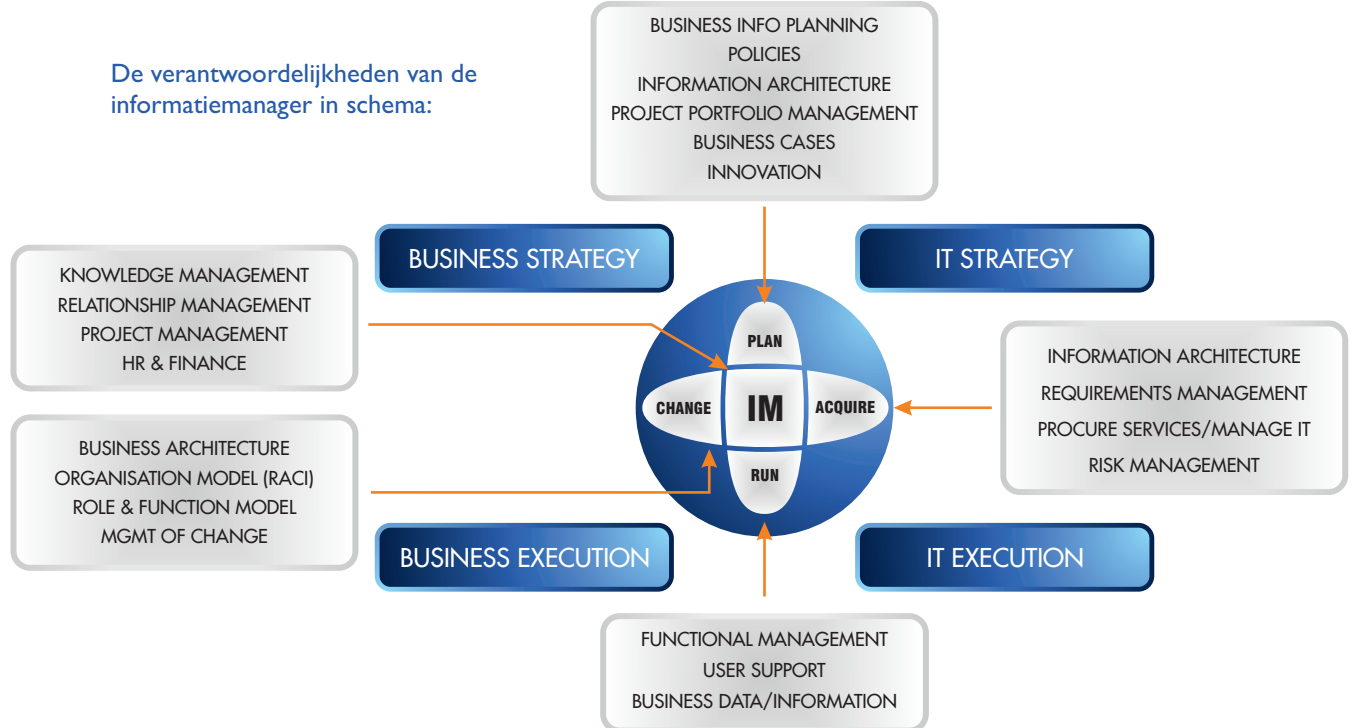 De verantwoordelijkheden van de
informatiemanager in schema:
BUSINESS INFO PLANNING
POLICIES
INFORMATION ARCHITECTURE
PROJECT PORTFOLIO MANAGEMENT
BUSINESS CASES
INNOVATION
BUSINESS STRATEGY
IT STRATEGY
KNOWLEDGE MANAGEMENT
RELATIONSHIP MANAGEMENT
PROJECT MANAGEMENT
HR & FINANCE
PLAN
CHANGE
IM
ACQUIRE
RUN
INFORMATION ARCHITECTURE
REQUIREMENTS MANAGEMENT
PROCURE SERVICES/MANAGE IT
RISK MANAGEMENT
BUSINESS ARCHITECTURE
ORGANISATION MODEL (RACI)
ROLE & FUNCTION MODEL
MGMT OF CHANGE
BUSINESS EXECUTION
IT EXECUTION
FUNCTIONAL MANAGEMENT
USER SUPPORT
BUSINESS DATA/INFORMATION